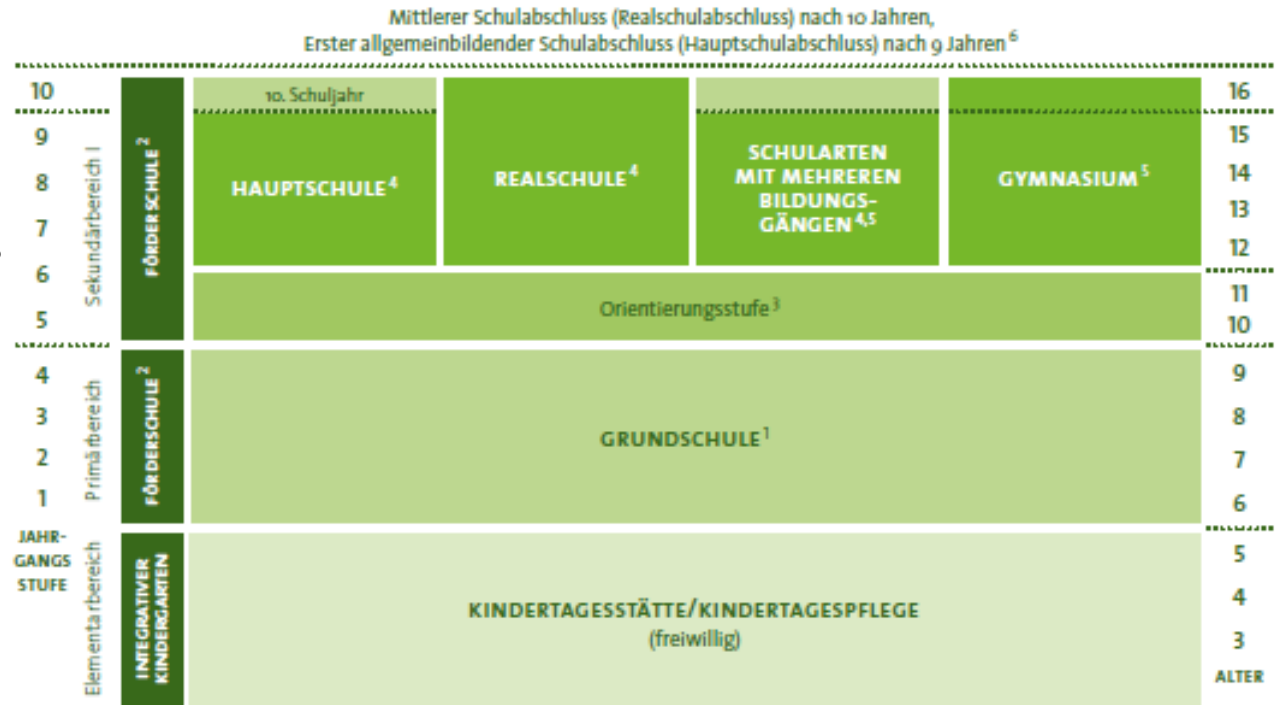 Mittlerer Schulabschluss (Realschulabschluss) nach 10 Jahren,
Erster allgemeinbildender Schulabschluss (Hauptschulabschluss) nach 9 Jahren 6
10
9
8
7
6
5
Sekundärbereich I
FÖRDERSCHULE 2
10. Schuljahr
HAUPTSCHULE 4
REALSCHULE 4
SCHULARTEN
MIT MEHREREN
BILDUNGS-
GÄNGEN 4,5
GYMNASIUM 5
16
15
14
13
12
Orientierungsstufe 3
11
10
4
3
2
1
Primärbereich
FÖRDERSCHULE 2
GRUNDSCHULE 1
9
8
7
6
JAHR-
GANGS
STUFE
Elementarbereich
INTEGRATIVER
KINDERGARTEN
KINDERTAGESSTÄTTE/KINDERTAGESPFLEGE
(freiwillig)
5
4
3
ALTER